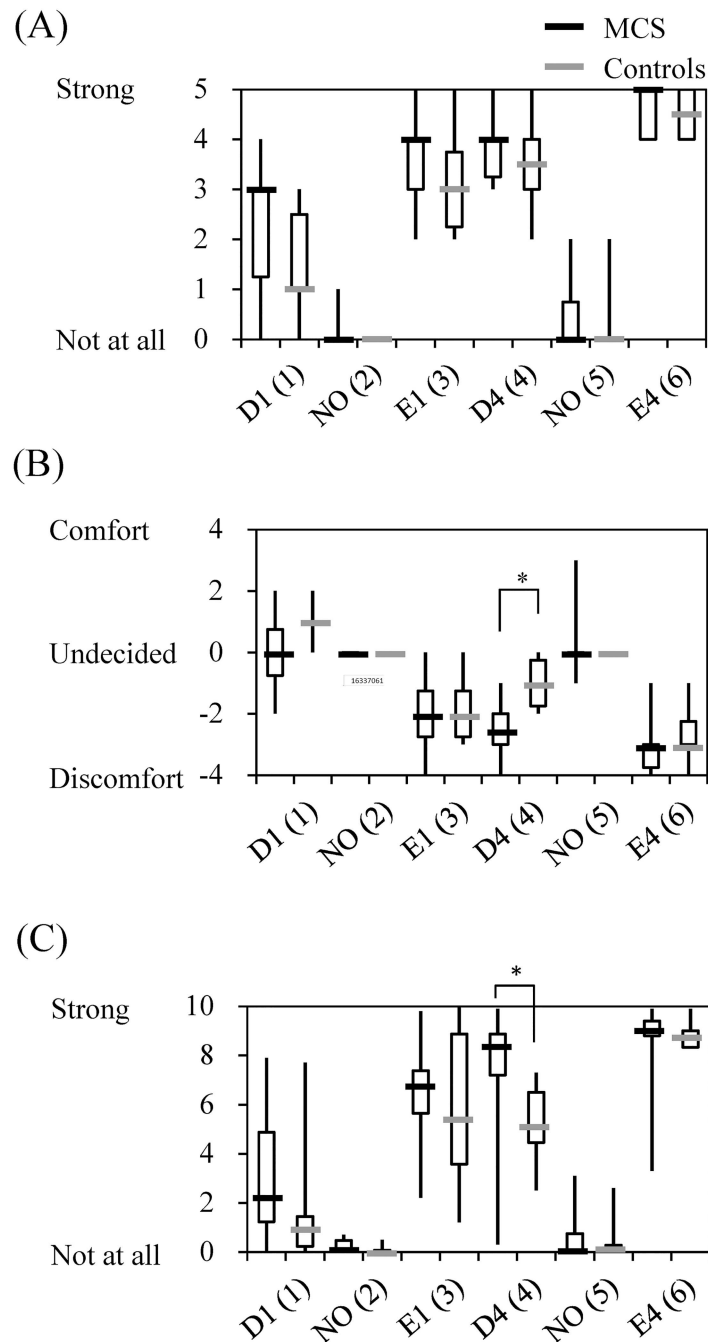 (A)
MCS
Controls
Strong 5
4
3
2
1
Not at all 0
D1 (1) NO (2) E1 (3) D4 (4) NO (5) E4 (6)
(B)
Comfort 4
2
*
Undecided 0
16337061
-2
Discomfort -4
D1 (1) NO (2) E1 (3) D4 (4) NO (5) E4 (6)
(C)
*
Strong 10
8
6
4
2
Not at all 0
D1 (1) NO (2) E1 (3) D4 (4) NO (5) E4 (6)